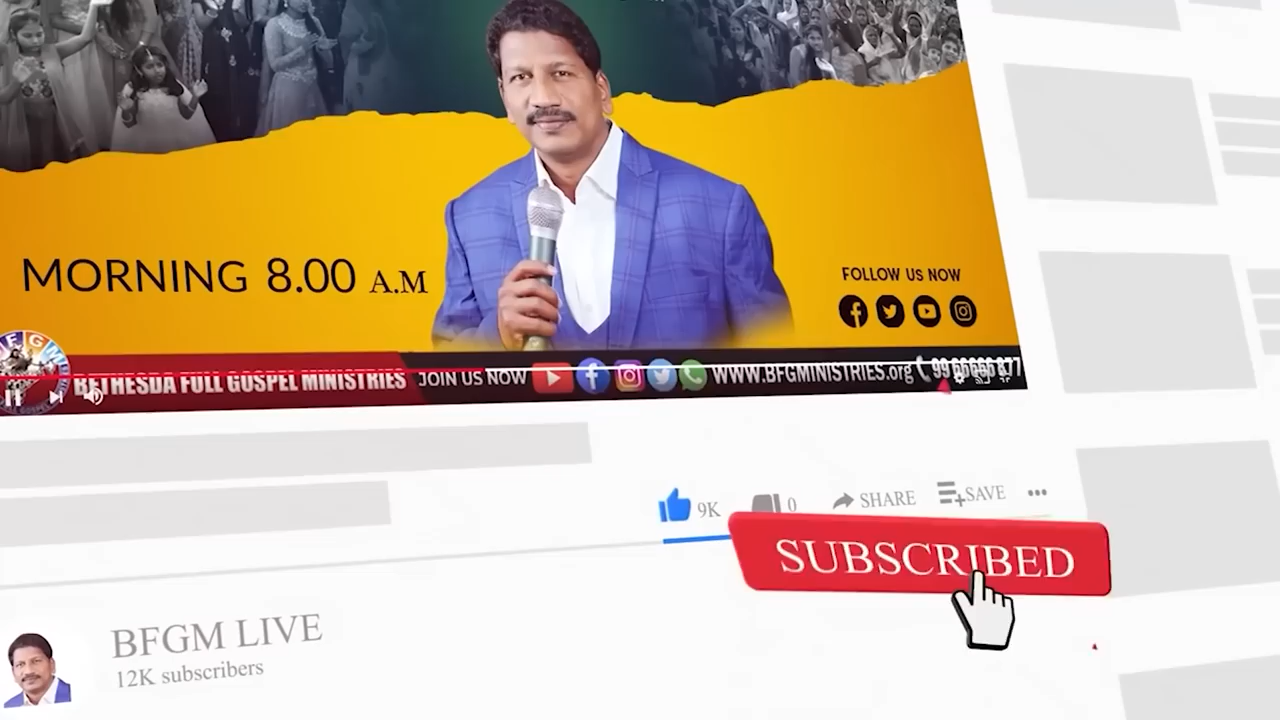 MORNING 8.00 A.M
FOLLOW US NOW
BFGM
BETHESDA FULL GOSPEL MINISTRIES JOIN US NOW WWW.BFGMINISTRIES.org
9K 0 SHARE SAVE
SUBSCRIBED
BFGM LIVE
12K subscribers